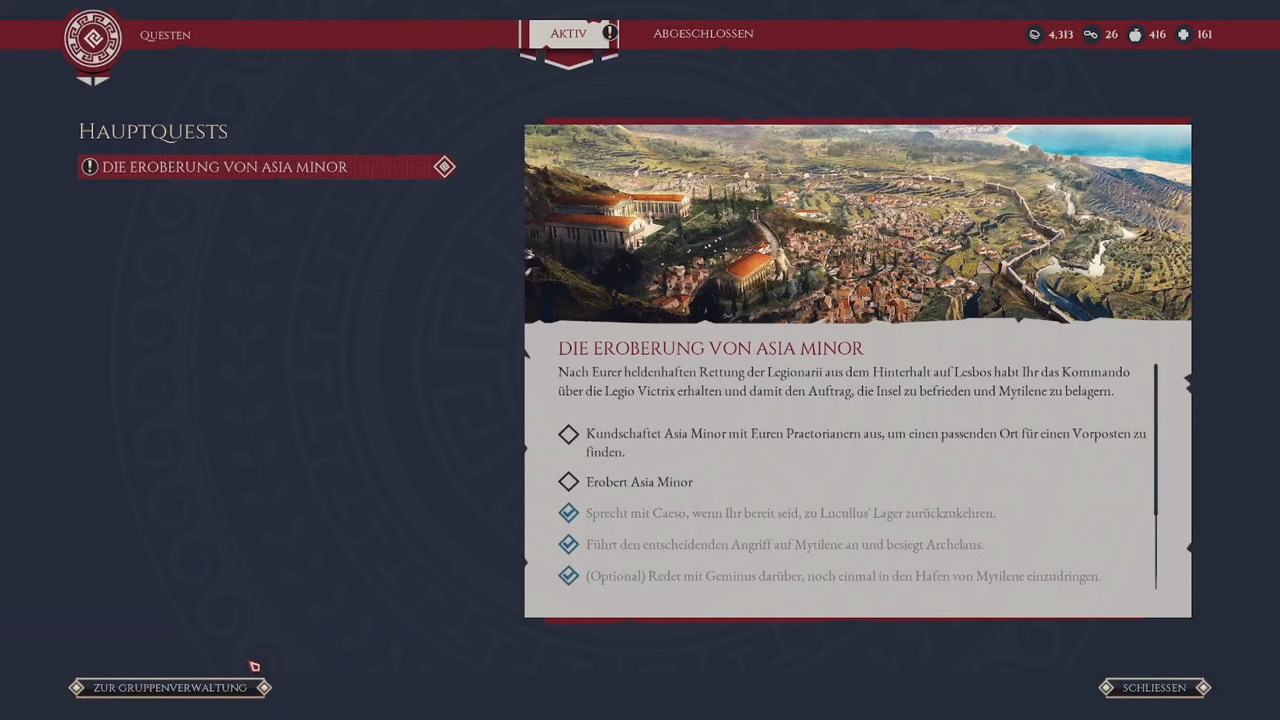 Questen
Aktiv
Abgeschlossen
4,313 26 416 161
Hauptquests
Die Eroberung von Asia Minor
Die Eroberung von Asia Minor
Nach Eurer heldenhaften Rettung der Legionarii aus dem Hinterhalt auf Lesbos habt Ihr das Kommando
über die Legio Victrix erhalten und damit den Auftrag, die Insel zu befrieden und Mytilene zu belagern.
Kundschaftet Asia Minor mit Euren Praetorianern aus, um einen passenden Ort für einen Vorposten zu
finden.
Erobert Asia Minor
Sprecht mit Caeso, wenn Ihr bereit seid, zu Lucullus' Lager zurückzukehren.
Führt den entscheidenden Angriff auf Mytilene an und besiegt Archelaus.
(Optional) Redet mit Geminus darüber, noch einmal in den Hafen von Mytilene einzudringen.
Zur Gruppenverwaltung
Schliessen